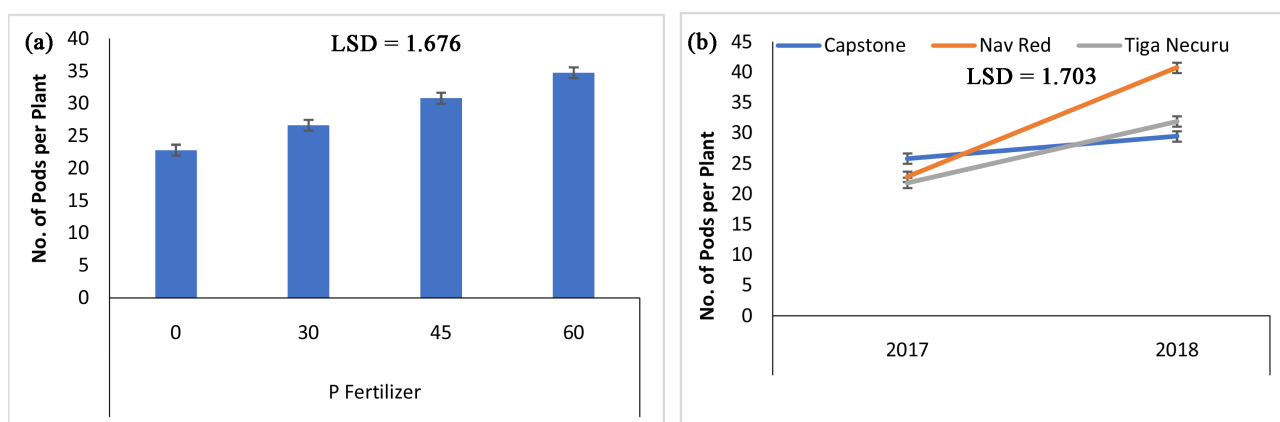 (a)
LSD = 1.676
No. of Pods per Plant
40
35
30
25
20
15
10
5
0
0 30 45 60
P Fertilizer
(b)
Capstone Nav Red Tiga Necuru
LSD = 1.703
No. of Pods per Plant
45
40
35
30
25
20
15
10
5
0
2017 2018